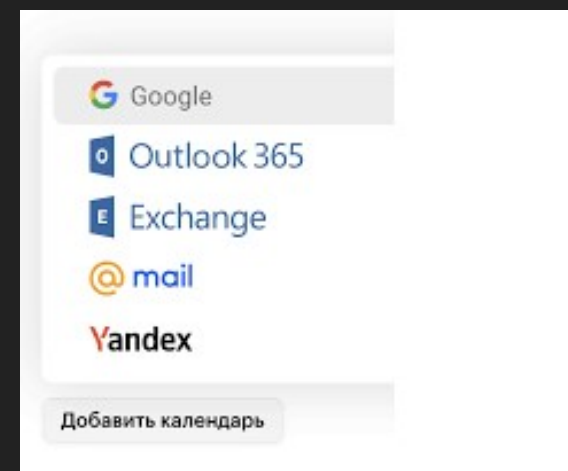 Google
Outlook 365
Exchange
@mail
Yandex
Добавить календарь